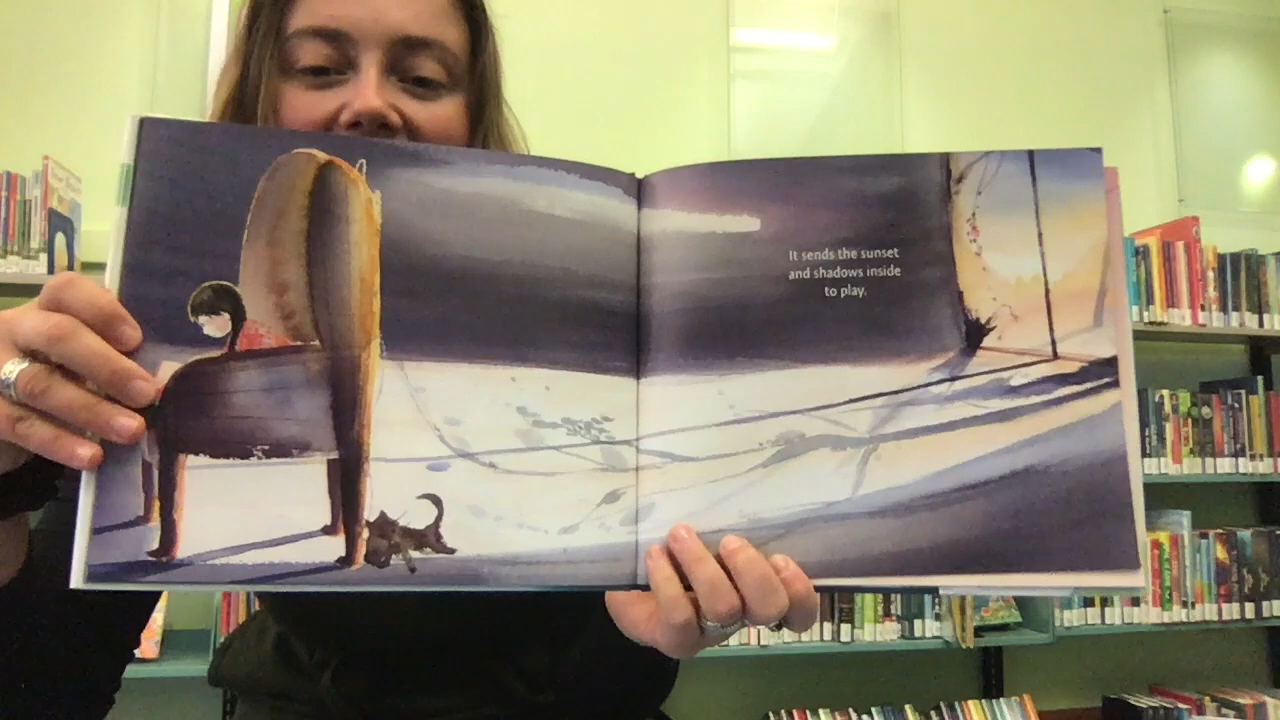 It sends the sunset
and shadows inside
to play.